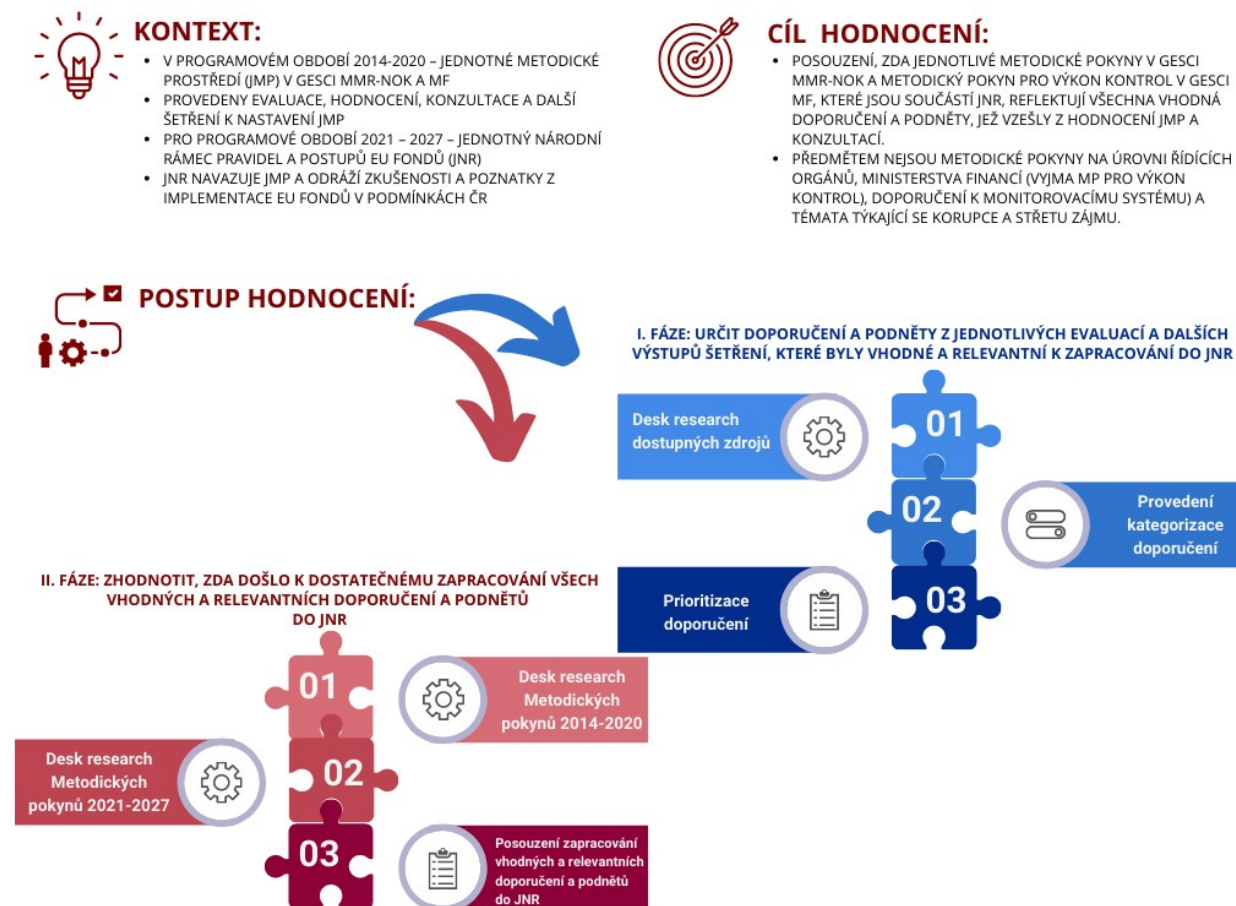 KONTEXT:
• V PROGRAMOVÉM OBDOBÍ 2014-2020 – JEDNOTNÉ METODICKÉ
PROSTŘEDÍ (JMP) V GESCI MMR-NOK A MF
• PROVEDENY EVALUACE, HODNOCENÍ, KONZULTACE A DALŠÍ
ŠETŘENÍ K NASTAVENÍ JMP
• PRO PROGRAMOVÉ OBDOBÍ 2021 – 2027 – JEDNOTNÝ NÁRODNÍ
RÁMEC PRAVIDEL A POSTUPŮ EU FONDŮ (JNR)
• JNR NAVAZUJE JMP A ODRÁŽÍ ZKUŠENOSTI A POZNATKY Z
IMPLEMENTACE EU FONDŮ V PODMÍNKÁCH ČR
CÍL HODNOCENÍ:
• POSOUZENÍ, ZDA JEDNOTLIVÉ METODICKÉ POKYNY V GESCI
MMR-NOK A METODICKÝ POKYN PRO VÝKON KONTROL V GESCI
MF, KTERÉ JSOU SOUČÁSTÍ JNR, REFLEKTUJÍ VŠECHNA VHODNÁ
DOPORUČENÍ A PODNĚTY, JEŽ VZEŠLY Z HODNOCENÍ JMP A
KONZULTACÍ.
• PŘEDMĚTEM NEJSOU METODICKÉ POKYNY NA ÚROVNI ŘÍDÍCÍCH
ORGÁNŮ, MINISTERSTVA FINANCÍ (VYJMA MP PRO VÝKON
KONTROL), DOPORUČENÍ K MONITOROVACÍMU SYSTÉMU) A
TÉMATA TÝKAJÍCÍ SE KORUPCE A STŘETU ZÁJMU.
POSTUP HODNOCENÍ:
I. FÁZE: URČIT DOPORUČENÍ A PODNĚTY Z JEDNOTLIVÝCH EVALUACÍ A DALŠÍCH
VÝSTUPŮ ŠETŘENÍ, KTERÉ BYLY VHODNÉ A RELEVANTNÍ K ZAPRACOVÁNÍ DO JNR
Desk research
dostupných zdrojů
01
02
Provedení
kategorizace
doporučení
Prioritizace
doporučení
03
II. FÁZE: ZHODNOTIT, ZDA DOŠLO K DOSTATEČNÉMU ZAPRACOVÁNÍ VŠECH
VHODNÝCH A RELEVANTNÍCH DOPORUČENÍ A PODNĚTŮ
DO JNR
01
Desk research
Metodických
pokynů 2014-2020
Desk research
Metodických
pokynů 2021-2027
02
03
Posouzení zapracování
vhodných a relevantních
doporučení a podnětů
do JNR